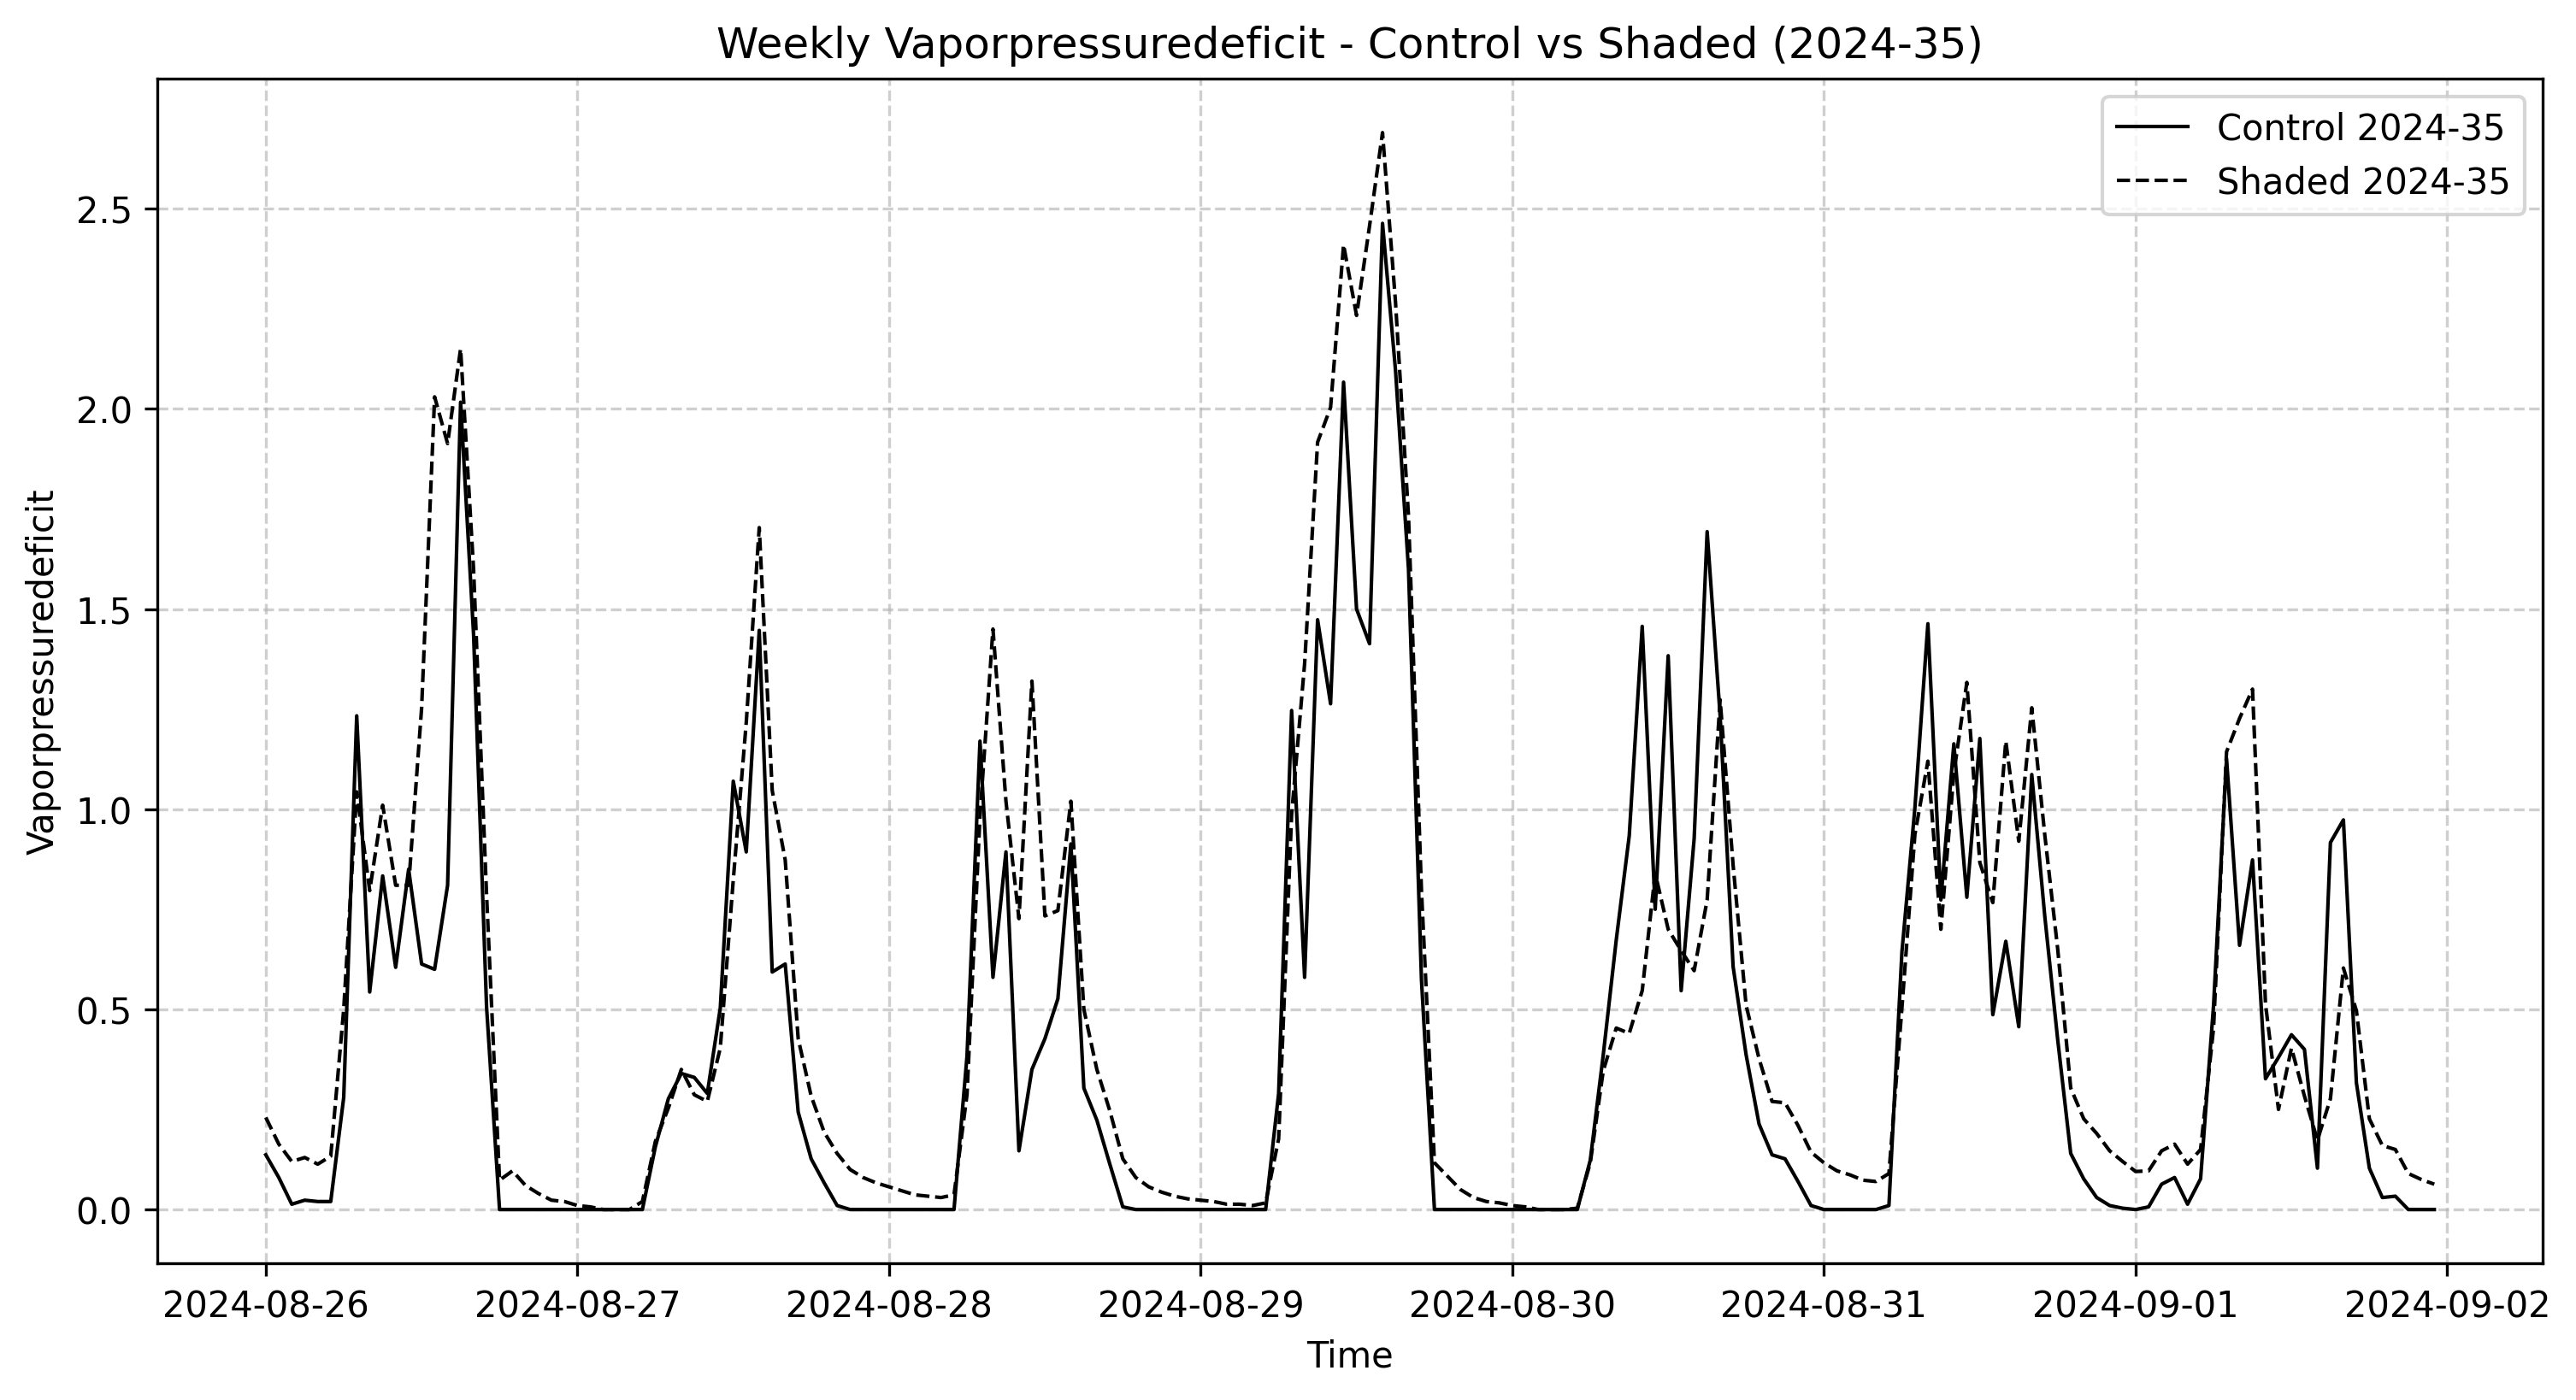 Weekly Vaporpressuredeficit - Control vs Shaded (2024-35)
Control 2024-35
Shaded 2024-35
Vaporpressuredeficit
2.5
2.0
1.5
1.0
0.5
0.0
2024-08-26 2024-08-27 2024-08-28 2024-08-29 2024-08-30 2024-08-31 2024-09-01 2024-09-02
Time